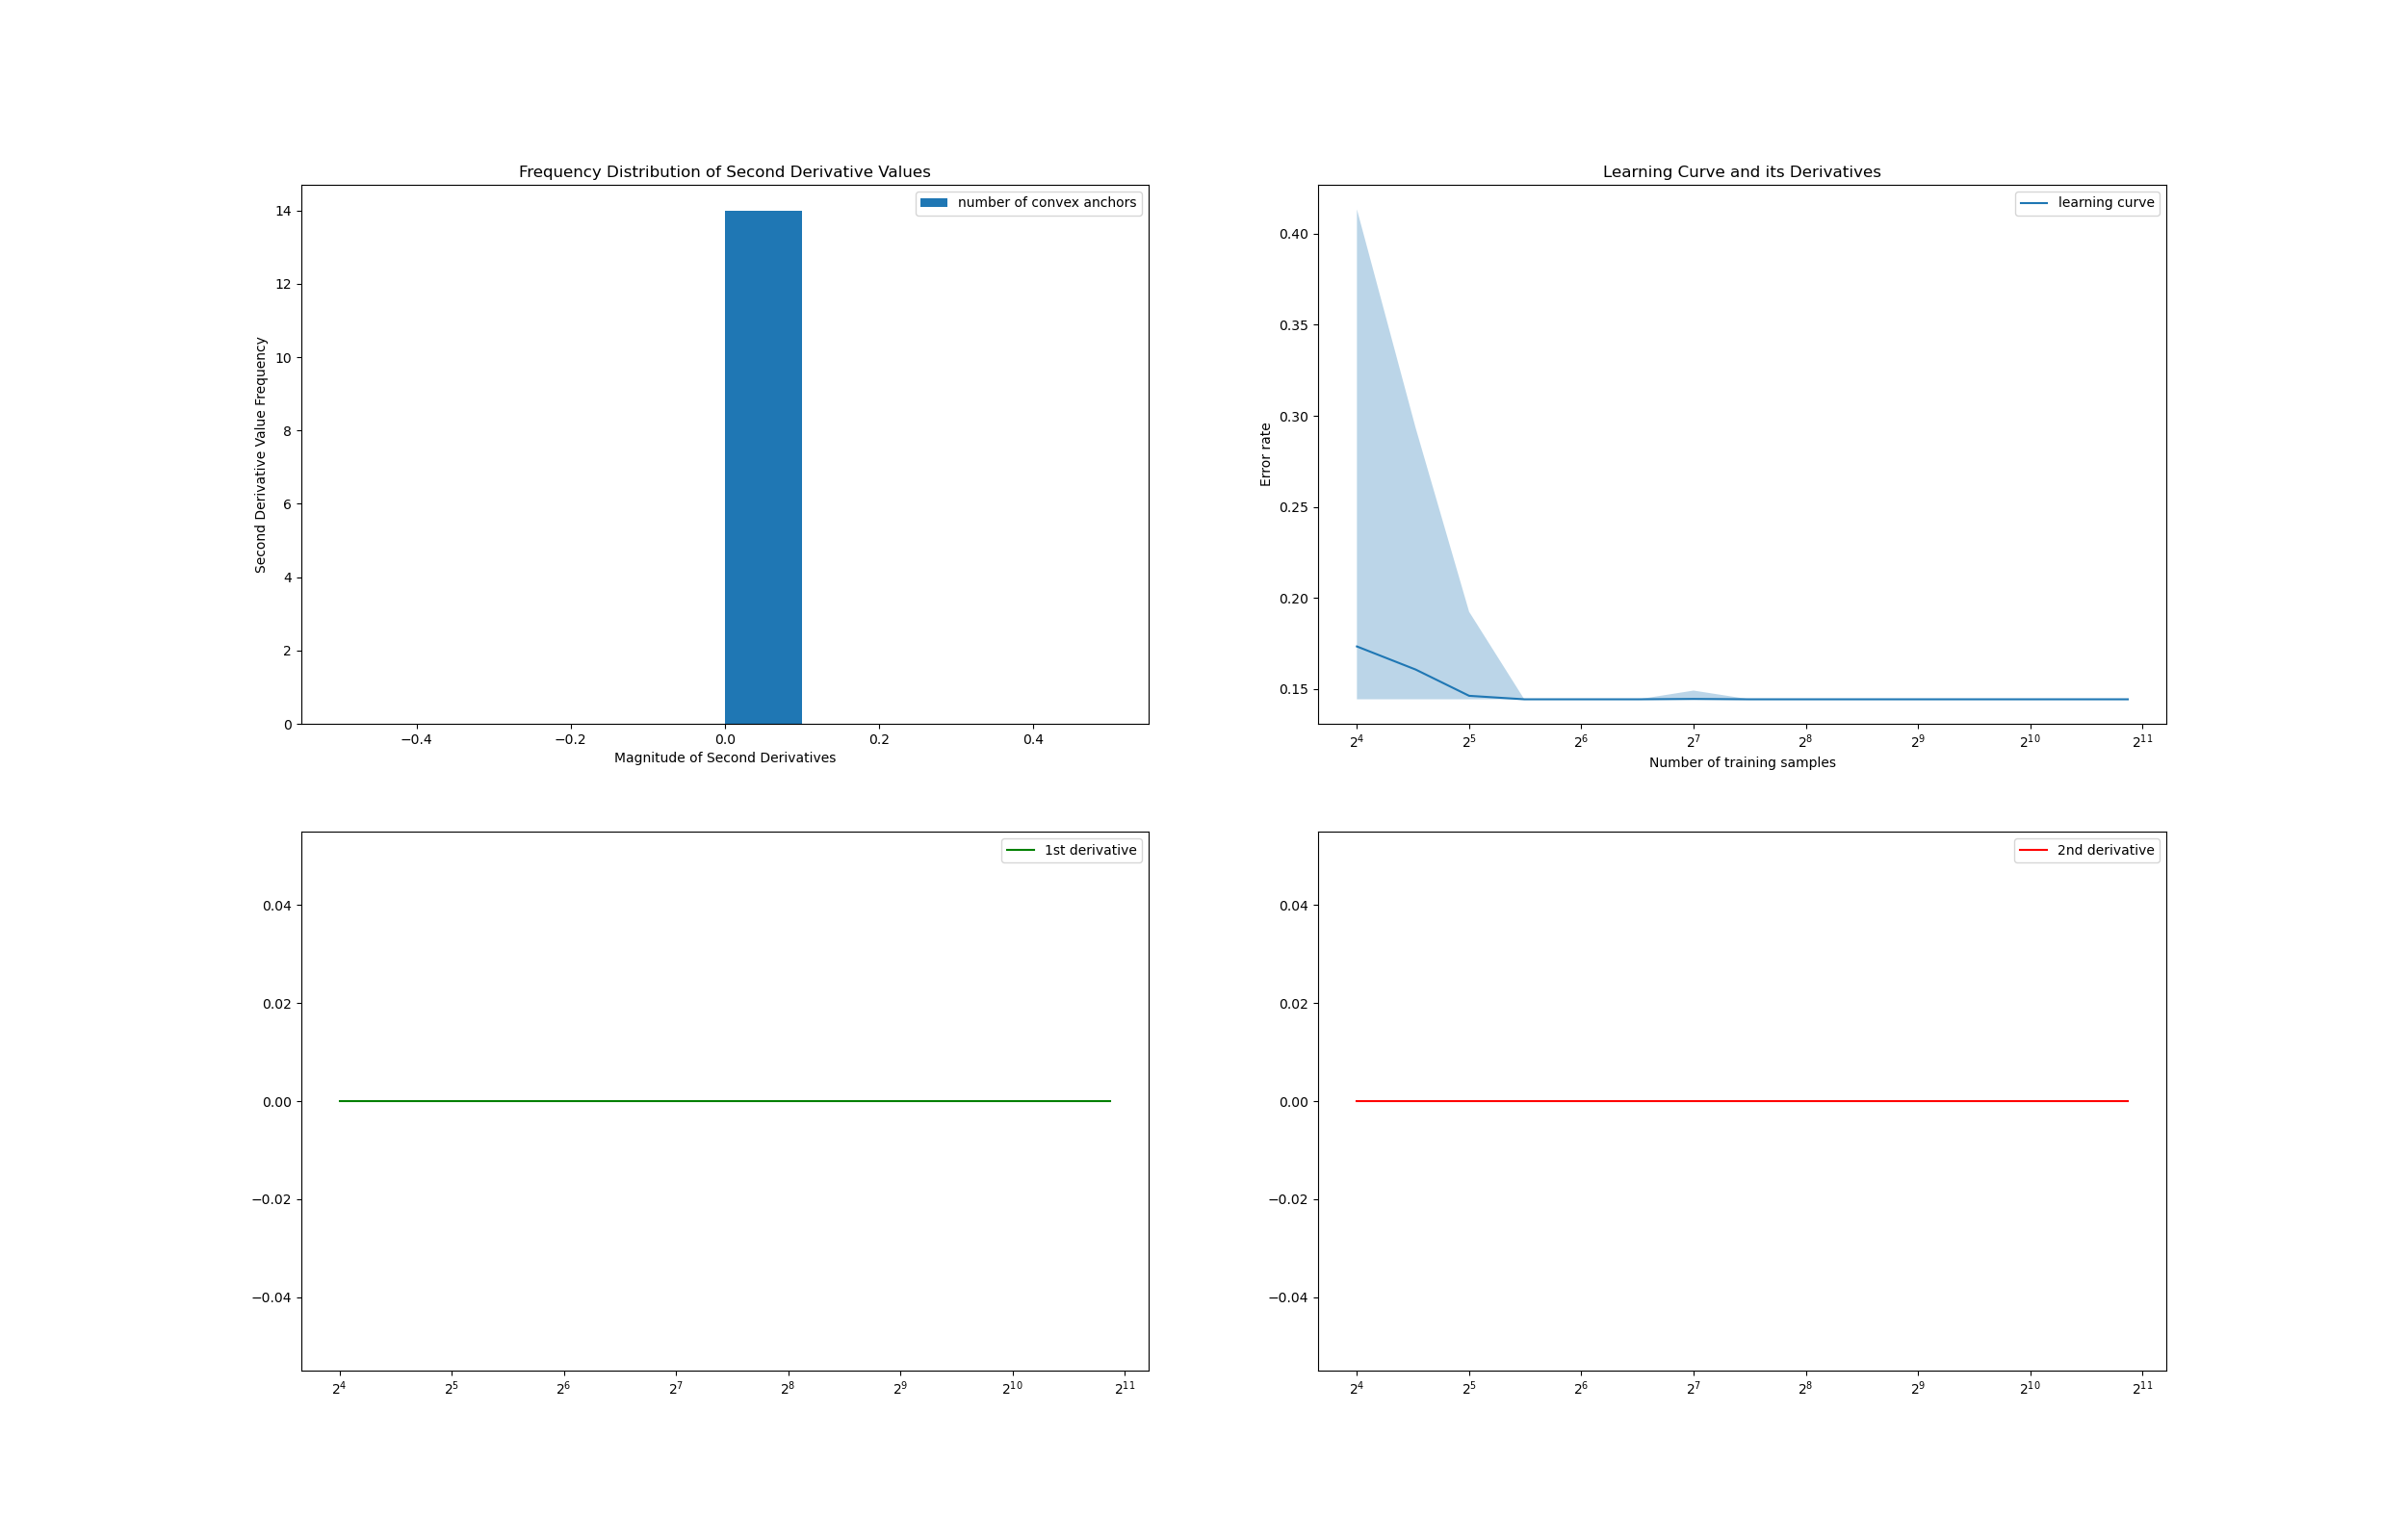 Frequency Distribution of Second Derivative Values
number of convex anchors
14
12
10
8
6
4
2
0
Second Derivative Value Frequency
−0.4 −0.2 0.0 0.2 0.4
Magnitude of Second Derivatives
Learning Curve and its Derivatives
learning curve
0.40
0.35
0.30
0.25
0.20
0.15
Error rate
2^4 2^5 2^6 2^7 2^8 2^9 2^10 2^11
Number of training samples
1st derivative
0.04
0.02
0.00
−0.02
−0.04
2^4 2^5 2^6 2^7 2^8 2^9 2^10 2^11
2nd derivative
0.04
0.02
0.00
−0.02
−0.04
2^4 2^5 2^6 2^7 2^8 2^9 2^10 2^11